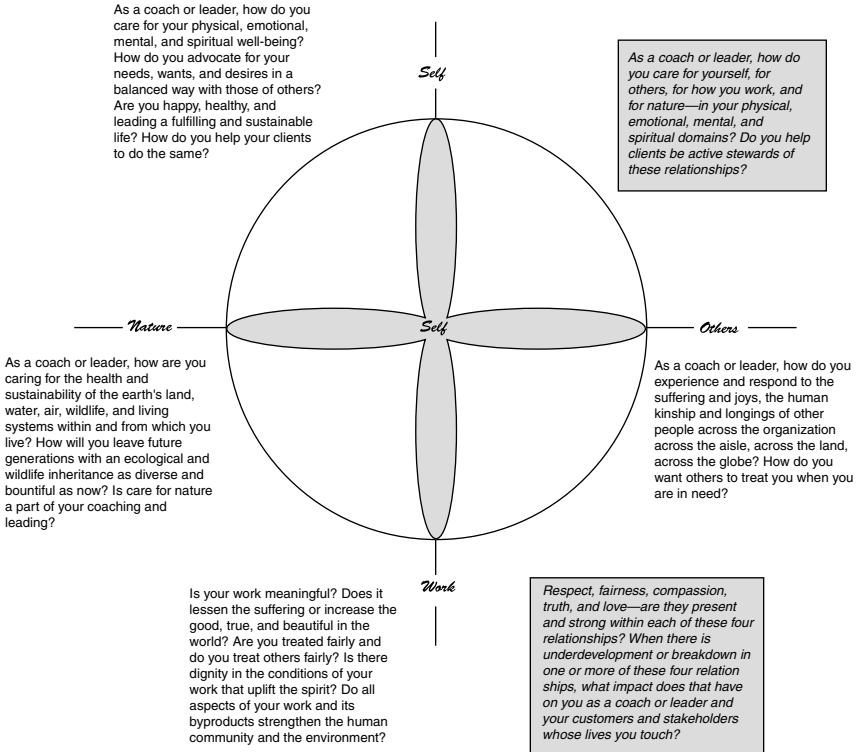 As a coach or leader, how do you
care for your physical, emotional,
mental, and spiritual well-being?
How do you advocate for your
needs, wants, and desires in a
balanced way with those of others?
Are you happy, healthy, and
leading a fulfilling and sustainable
life? How do you help your clients
to do the same?
Self
As a coach or leader, how do
you care for yourself, for
others, for how you work, and
for nature—in your physical,
emotional, mental, and
spiritual domains? Do you help
clients be active stewards of
these relationships?
Nature
Self
Others
As a coach or leader, how are you
caring for the health and
sustainability of the earth's land,
water, air, wildlife, and living
systems within and from which you
live? How will you leave future
generations with an ecological and
wildlife inheritance as diverse and
bountiful as now? Is care for nature
a part of your coaching and
leading?
As a coach or leader, how do you
experience and respond to the
suffering and joys, the human
kinship and longings of other
people across the organization
across the aisle, across the land,
across the globe? How do you
want others to treat you when you
are in need?
Work
Is your work meaningful? Does it
lessen the suffering or increase the
good, true, and beautiful in the
world? Are you treated fairly and
do you treat others fairly? Is there
dignity in the conditions of your
work that uplift the spirit? Do all
aspects of your work and its
byproducts strengthen the human
community and the environment?
Respect, fairness, compassion,
truth, and love—are they present
and strong within each of these four
relationships? When there is
underdevelopment or breakdown in
one or more of these four relation
ships, what impact does that have
on you as a coach or leader and
your customers and stakeholders
whose lives you touch?